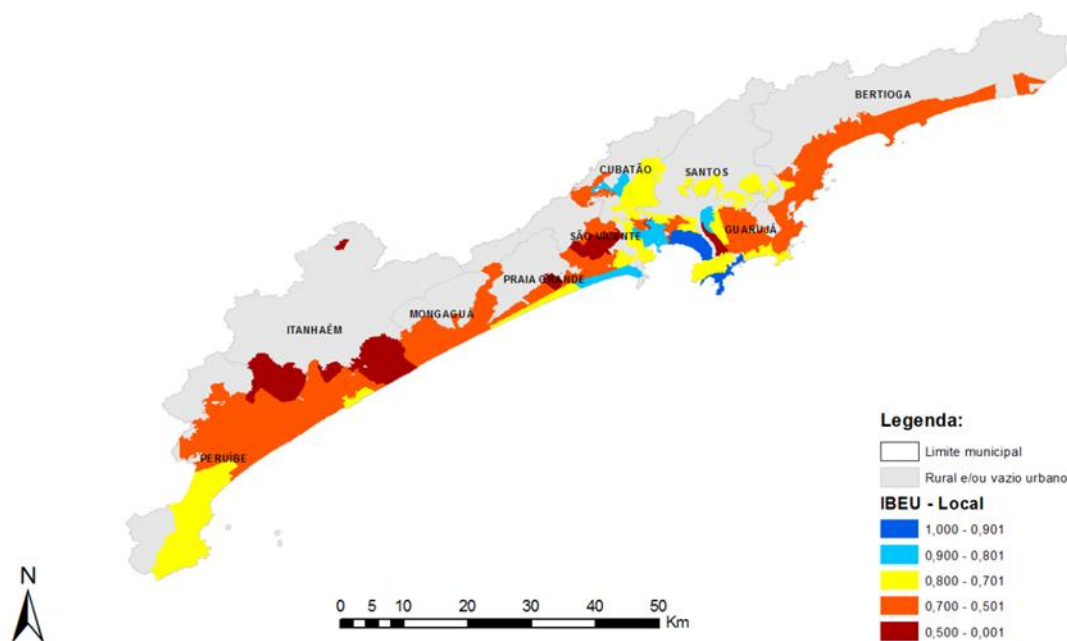 BERTIOGA
CUBATÃO
SANTOS
GUARUJÁ
SÃO VICENTE
PRAIA GRANDE
MONGAGUÁ
ITANHAÉM
PERUÍBE
Legenda:
Limite municipal
Rural e/ou vazio urbano
IBEU - Local
1,000 - 0,901
0,900 - 0,801
0,800 - 0,701
0,700 - 0,501
0,500 - 0,001
N
0 5 10 20 30 40 50
Km